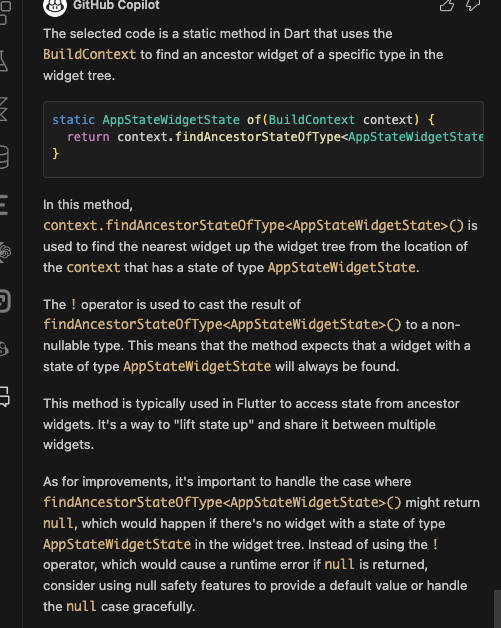 GitHub Copilot
The selected code is a static method in Dart that uses the
BuildContext to find an ancestor widget of a specific type in the
widget tree.
static AppStateWidgetState of(BuildContext context) {
  return context.findAncestorStateOfType<AppStateWidgetState
}
In this method,
context.findAncestorStateOfType<AppStateWidgetState>() is
used to find the nearest widget up the widget tree from the location of
the context that has a state of type AppStateWidgetState.
The ! operator is used to cast the result of
findAncestorStateOfType<AppStateWidgetState>() to a non-
nullable type. This means that the method expects that a widget with a
state of type AppStateWidgetState will always be found.
This method is typically used in Flutter to access state from ancestor
widgets. It's a way to "lift state up" and share it between multiple
widgets.
As for improvements, it's important to handle the case where
findAncestorStateOfType<AppStateWidgetState>() might return
null, which would happen if there's no widget with a state of type
AppStateWidgetState in the widget tree. Instead of using the !
operator, which would cause a runtime error if null is returned,
consider using null safety features to provide a default value or handle
the null case gracefully.